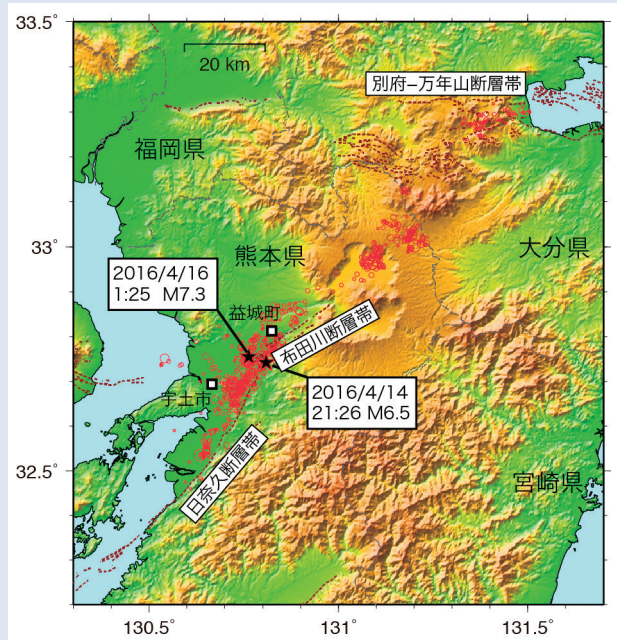 33.5°
20 km
別府–万年山断層帯
福岡県
33°
熊本県
大分県
2016/4/16
1:25 M7.3
益城町
布田川断層帯
2016/4/14
21:26 M6.5
宇土市
32.5°
日奈久断層帯
宮崎県
130.5°
131°
131.5°